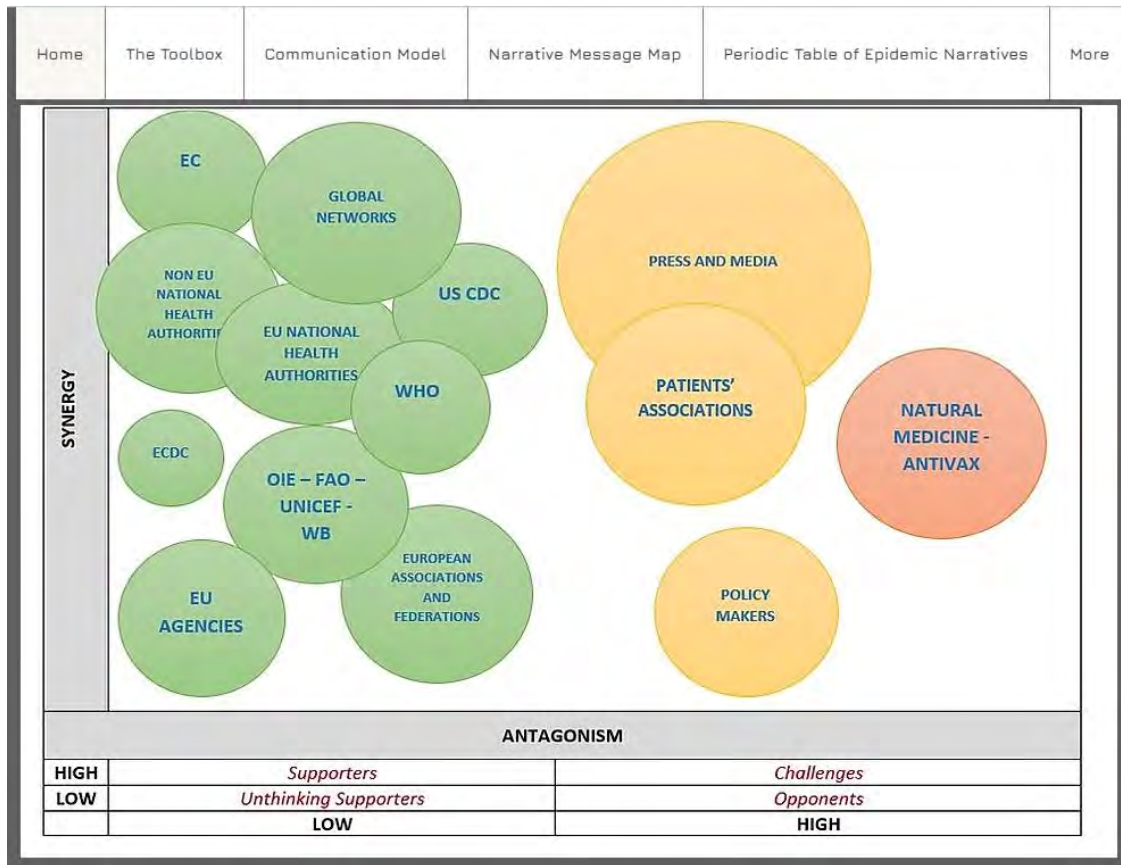 Home
The Toolbox
Communication Model
Narrative Message Map
Periodic Table of Epidemic Narratives
More
SYNERGY
EC
GLOBAL
NETWORKS
PRESS AND MEDIA
NON EU
NATIONAL
HEALTH
AUTHORITIE
US CDC
EU NATIONAL
HEALTH
AUTHORITIES
WHO
PATIENTS’
ASSOCIATIONS
NATURAL
MEDICINE -
ANTIVAX
ECDC
OIE – FAO –
UNICEF -
WB
EUROPEAN
ASSOCIATIONS
AND
FEDERATIONS
EU
AGENCIES
POLICY
MAKERS
ANTAGONISM
HIGH Supporters Challenges
LOW Unthinking Supporters Opponents
LOW HIGH